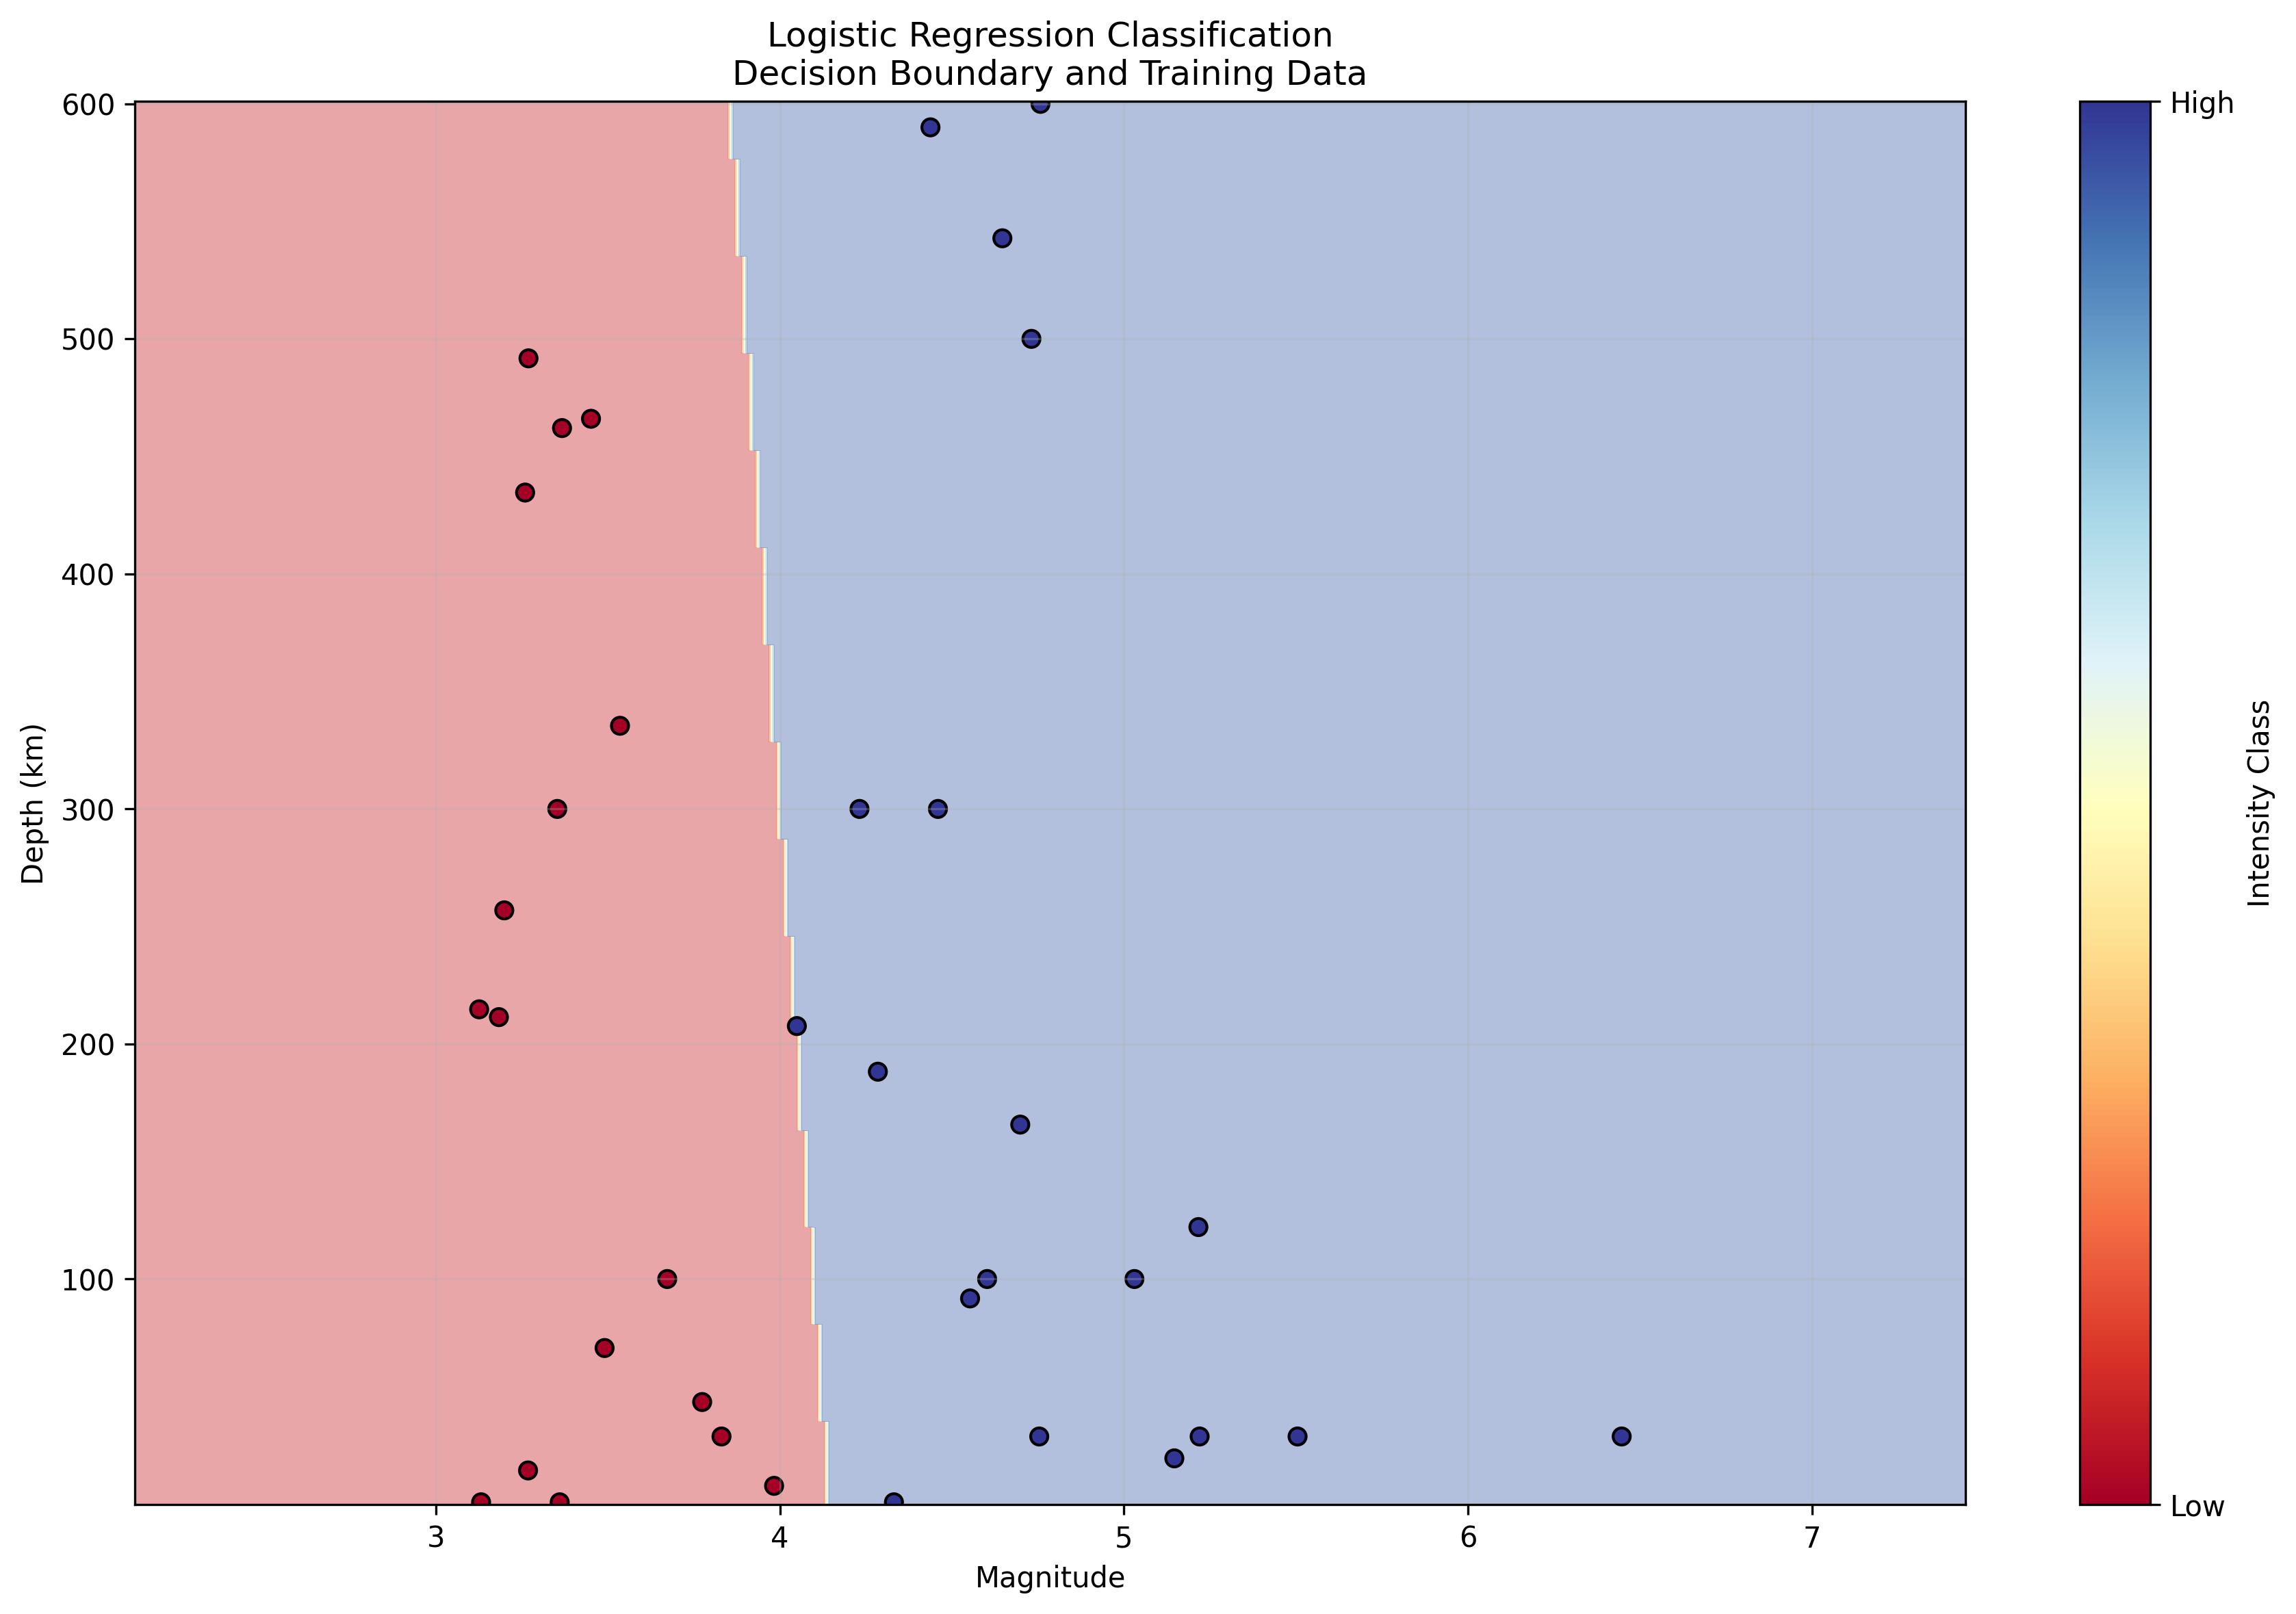 Logistic Regression Classification
Decision Boundary and Training Data
600
500
400
300
200
100
Depth (km)
3 4 5 6 7
Magnitude
High
Low
Intensity Class